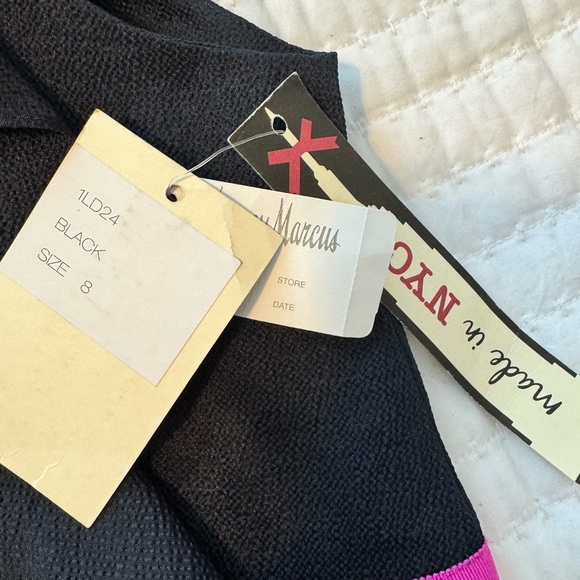 1LD24
BLACK
SIZE 8
Marcus
STORE
DATE
made in NYC